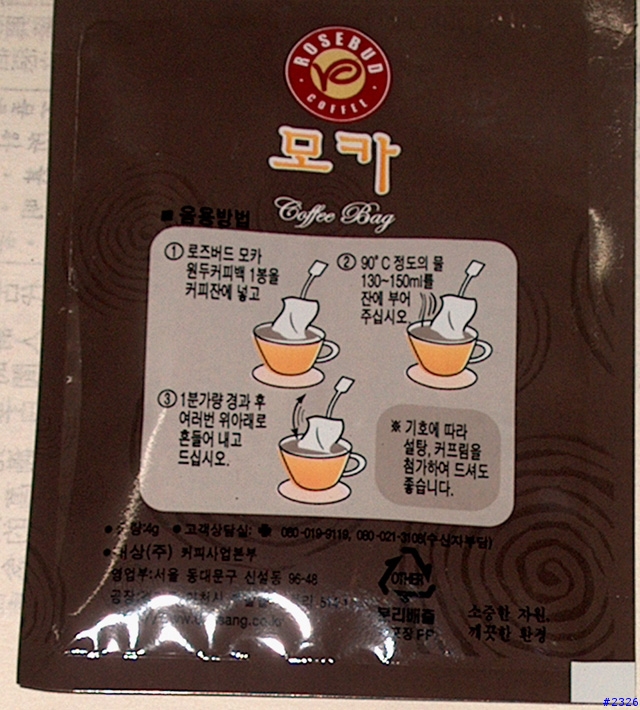 ROSEBUD
COFFEE
모카
Coffee Bag
■ 음용방법
① 로즈버드 모카
원두커피백 1봉을
커피잔에 넣고
② 90°C 정도의 물
130~150ml를
잔에 부어
주십시오
③ 1분가량 경과 후
여러번 위아래로
흔들어 내고
드십시오.
※ 기호에 따라
설탕, 커프림을
첨가하여 드셔도
좋습니다.
● 4g ● 고객상담실: 080-019-9119, 080-021-3108(수신자부담)
● 대상(주) 커피사업본부
영업부:서울 동대문구 신설동 96-48
OTHER
분리배출
소중한 자원,
깨끗한 환경
#2326